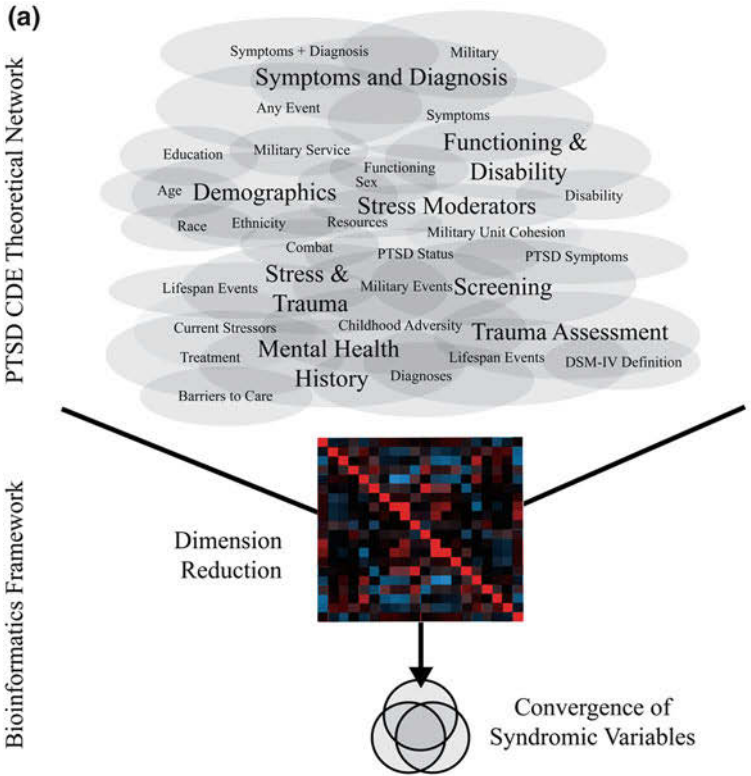 (a)
PTSD CDE Theoretical Network
Symptoms + Diagnosis
Military
Symptoms and Diagnosis
Any Event
Symptoms
Functioning &
Disability
Education
Military Service
Functioning
Sex
Age
Demographics
Disability
Stress Moderators
Race
Ethnicity
Resources
Military Unit Cohesion
Combat
PTSD Status
PTSD Symptoms
Stress &
Trauma
Lifespan Events
Military Events
Screening
Current Stressors
Childhood Adversity
Trauma Assessment
Treatment
Mental Health
History
Lifespan Events
DSM-IV Definition
Diagnoses
Barriers to Care
Bioinformatics Framework
Dimension
Reduction
Convergence of
Syndromic Variables